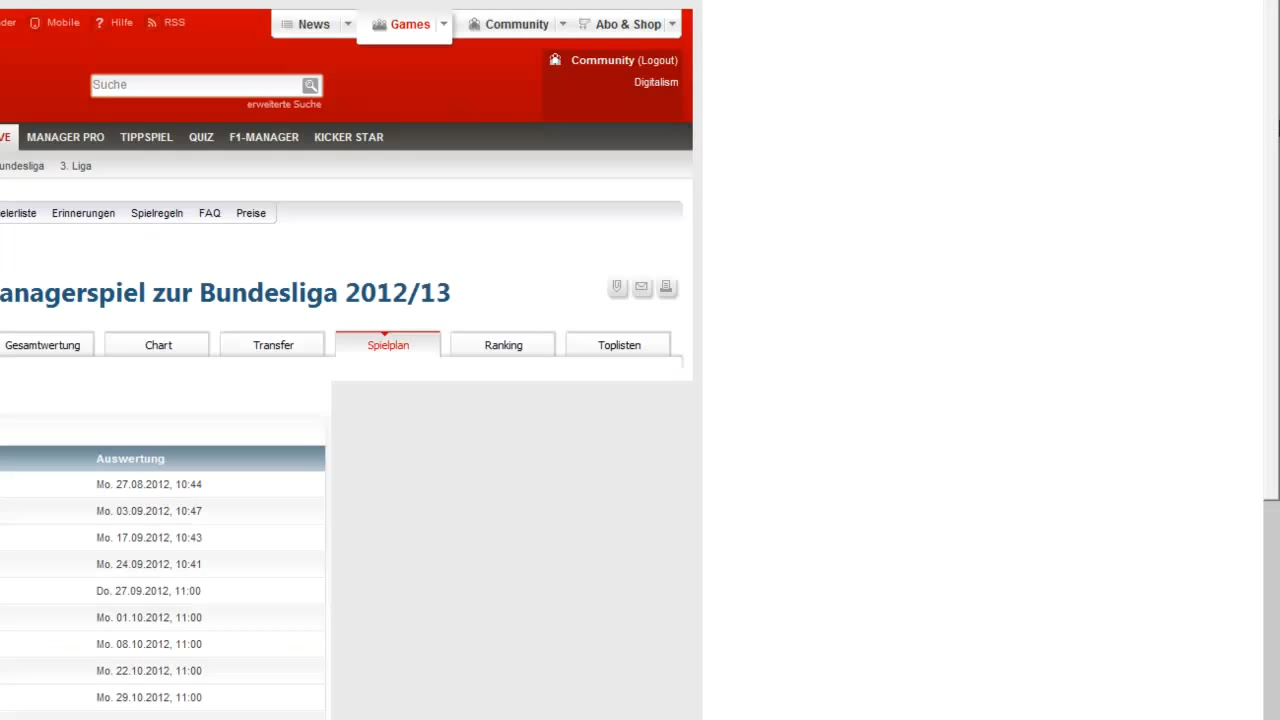 Mobile ? Hilfe RSS News Games Community Abo & Shop
Community (Logout)
Digitalism
Suche
erweiterte Suche
MANAGER PRO TIPPSPIEL QUIZ F1-MANAGER KICKER STAR
3. Liga
Erinnerungen Spielregeln FAQ Preise
anagerspiel zur Bundesliga 2012/13
Gesamtwertung Chart Transfer Spielplan Ranking Toplisten
Auswertung
Mo. 27.08.2012, 10:44
Mo. 03.09.2012, 10:47
Mo. 17.09.2012, 10:43
Mo. 24.09.2012, 10:41
Do. 27.09.2012, 11:00
Mo. 01.10.2012, 11:00
Mo. 08.10.2012, 11:00
Mo. 22.10.2012, 11:00
Mo. 29.10.2012, 11:00